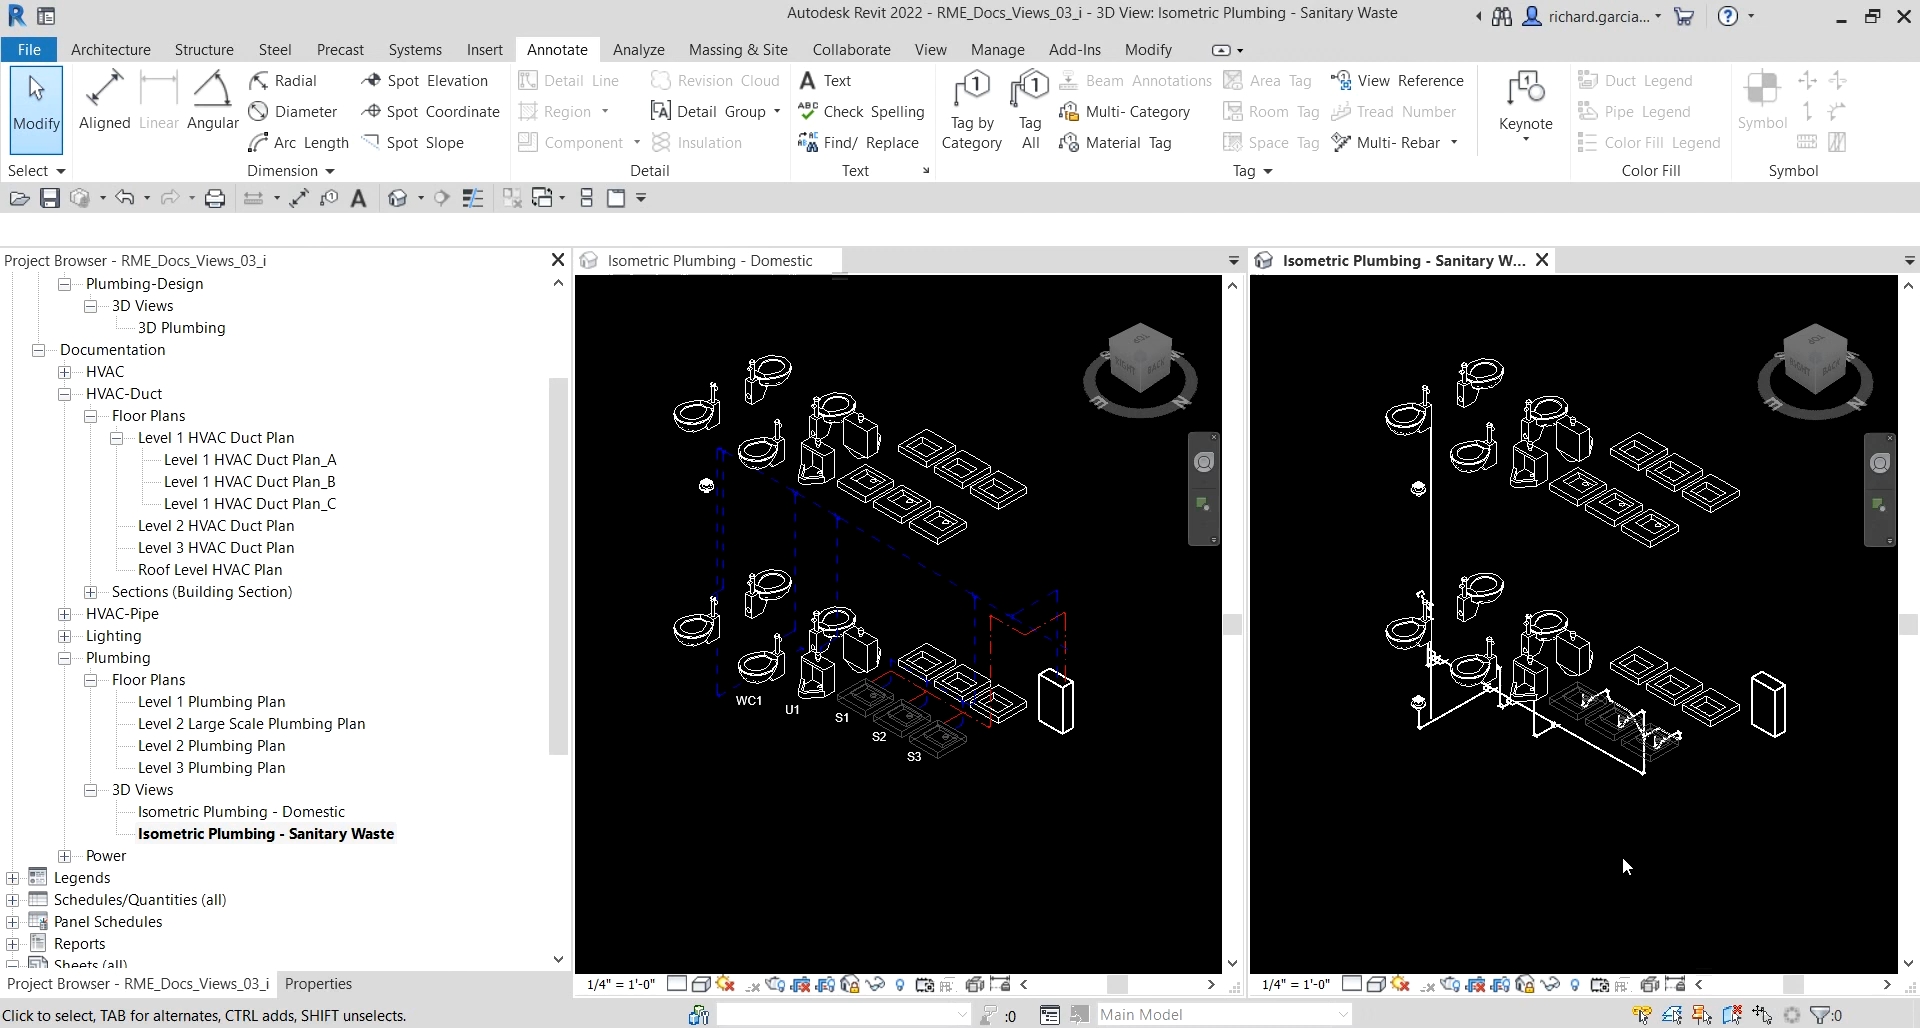 Autodesk Revit 2022 - RME_Docs_Views_03_i - 3D View: Isometric Plumbing - Sanitary Waste
richard.garcia...
File Architecture Structure Steel Precast Systems Insert Annotate Analyze Massing & Site Collaborate View Manage Add-Ins Modify
Modify
Select
Aligned Linear Angular
Radial
Diameter
Arc Length
Spot Elevation
Spot Coordinate
Spot Slope
Dimension
Detail Line
Region
Component
Revision Cloud
Detail Group
Insulation
Detail
Text
Check Spelling
Find/ Replace
Text
Tag by
Category
Tag
All
Beam Annotations
Multi- Category
Material Tag
Area Tag
Room Tag
Space Tag
View Reference
Tread Number
Multi- Rebar
Tag
Keynote
Duct Legend
Pipe Legend
Color Fill Legend
Color Fill
Symbol
Symbol
Project Browser - RME_Docs_Views_03_i
Plumbing-Design
3D Views
3D Plumbing
Documentation
HVAC
HVAC-Duct
Floor Plans
Level 1 HVAC Duct Plan
Level 1 HVAC Duct Plan_A
Level 1 HVAC Duct Plan_B
Level 1 HVAC Duct Plan_C
Level 2 HVAC Duct Plan
Level 3 HVAC Duct Plan
Roof Level HVAC Plan
Sections (Building Section)
HVAC-Pipe
Lighting
Plumbing
Floor Plans
Level 1 Plumbing Plan
Level 2 Large Scale Plumbing Plan
Level 2 Plumbing Plan
Level 3 Plumbing Plan
3D Views
Isometric Plumbing - Domestic
Isometric Plumbing - Sanitary Waste
Power
Legends
Schedules/Quantities (all)
Panel Schedules
Reports
Sheets (all)
Project Browser - RME_Docs_Views_03_i Properties
Isometric Plumbing - Domestic
TOP
RIGHT BACK
E N
WC1
U1
S1
S2
S3
1/4" = 1'-0"
Isometric Plumbing - Sanitary W...
TOP
RIGHT BACK
E N
1/4" = 1'-0"
Click to select, TAB for alternates, CTRL adds, SHIFT unselects.
:0
Main Model
:0